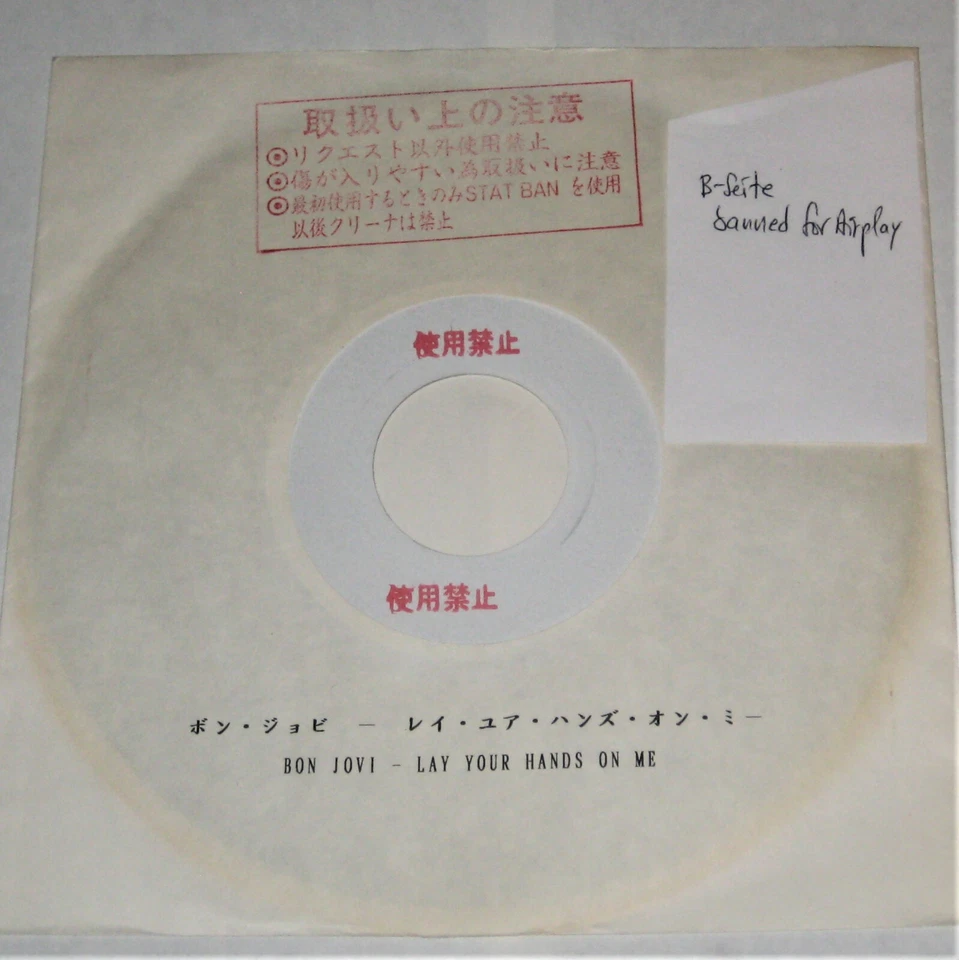 取扱い上の注意
◉リクエスト以外使用禁止
◉傷が入りやすい為取扱いに注意
◉最初使用するときのみSTAT BAN を使用
以後クリーナは禁止
B-Seite
banned for Airplay
使用禁止
使用禁止
ボン・ジョビ — レイ・ユア・ハンズ・オン・ミー
BON JOVI - LAY YOUR HANDS ON ME